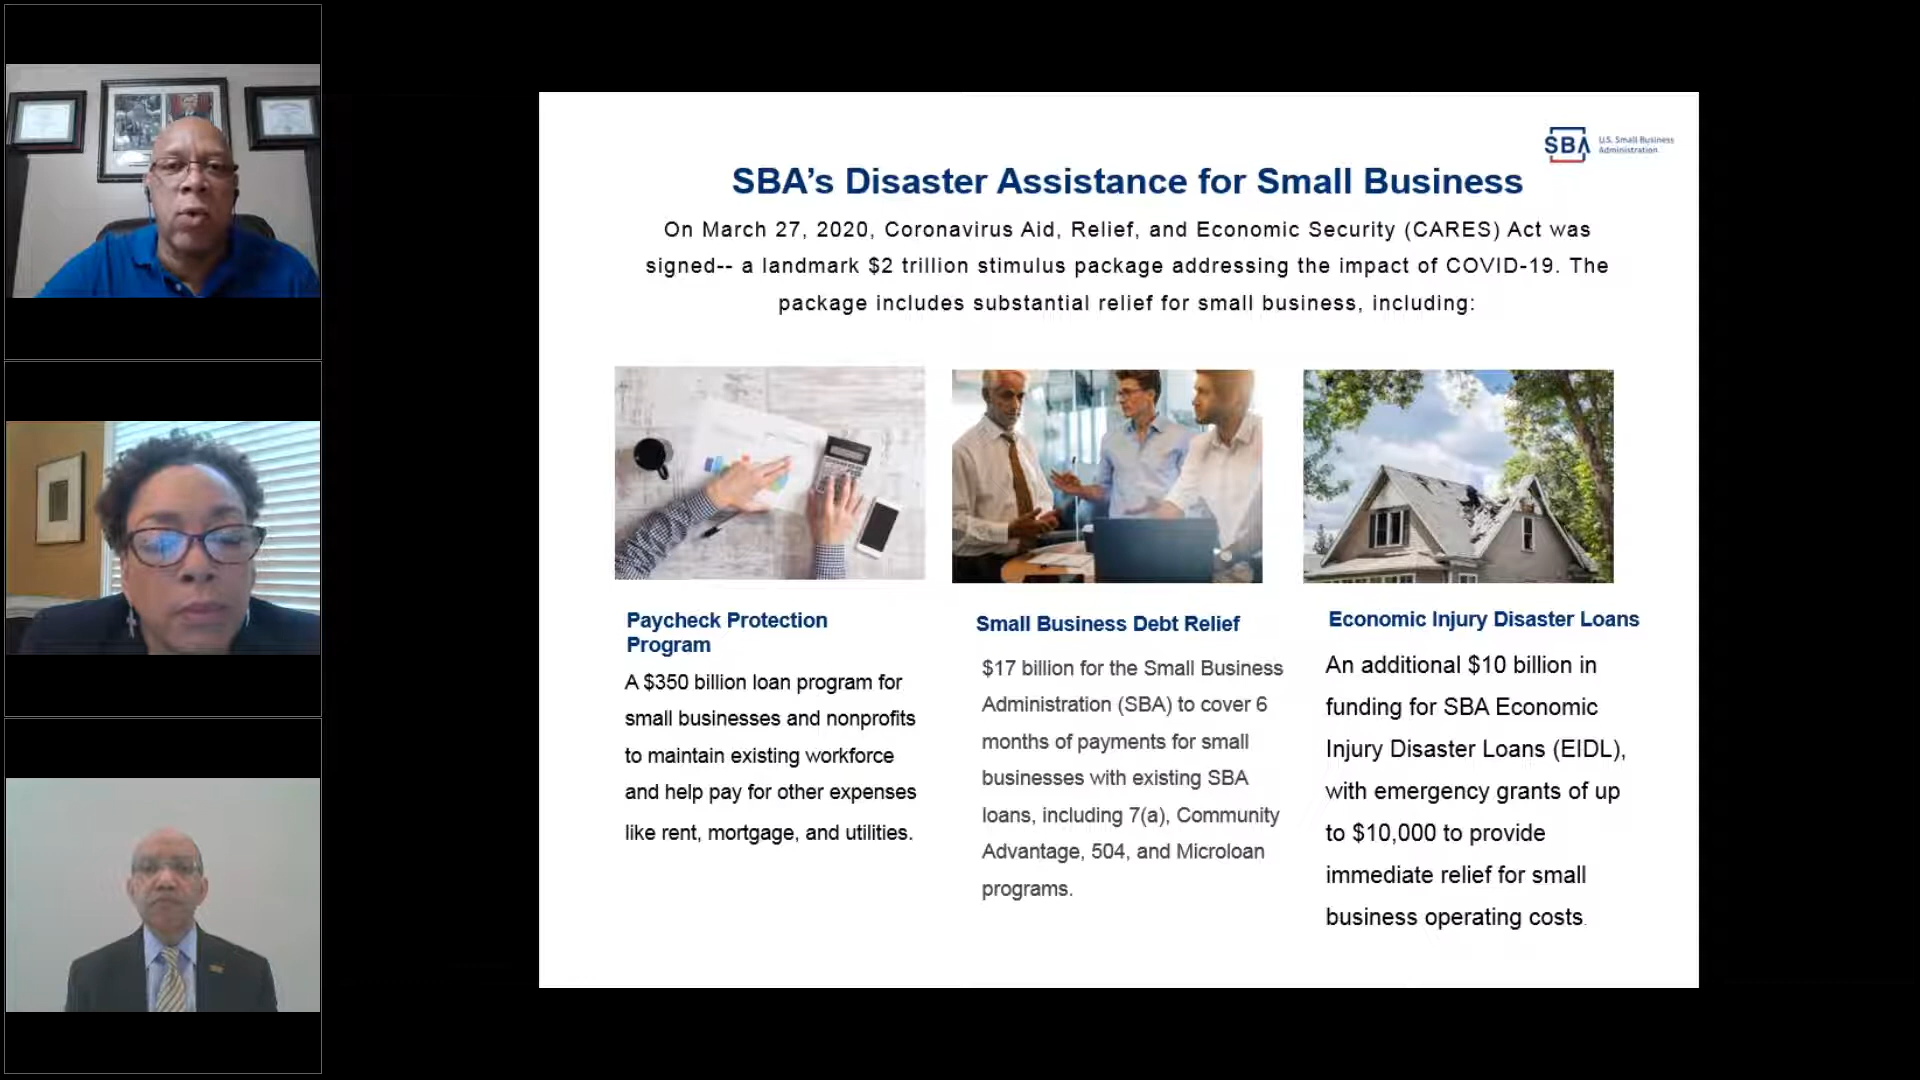 SBA U.S. Small Business
Administration
SBA’s Disaster Assistance for Small Business
On March 27, 2020, Coronavirus Aid, Relief, and Economic Security (CARES) Act was
signed-- a landmark $2 trillion stimulus package addressing the impact of COVID-19. The
package includes substantial relief for small business, including:
Paycheck Protection
Program
A $350 billion loan program for
small businesses and nonprofits
to maintain existing workforce
and help pay for other expenses
like rent, mortgage, and utilities.
Small Business Debt Relief
$17 billion for the Small Business
Administration (SBA) to cover 6
months of payments for small
businesses with existing SBA
loans, including 7(a), Community
Advantage, 504, and Microloan
programs.
Economic Injury Disaster Loans
An additional $10 billion in
funding for SBA Economic
Injury Disaster Loans (EIDL),
with emergency grants of up
to $10,000 to provide
immediate relief for small
business operating costs.